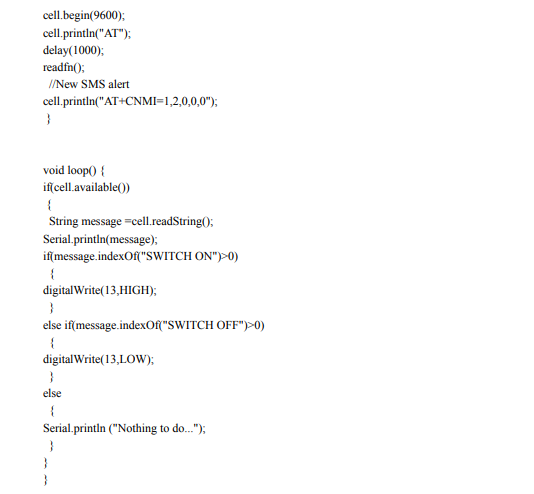 cell.begin(9600);
cell.println("AT");
delay(1000);
readfn();
//New SMS alert
cell.println("AT+CNMI=1,2,0,0,0");
}
void loop() {
if(cell.available())
{
String message =cell.readString();
Serial.println(message);
if(message.indexOf("SWITCH ON")>0)
{
digitalWrite(13,HIGH);
}
else if(message.indexOf("SWITCH OFF")>0)
{
digitalWrite(13,LOW);
}
else
{
Serial.println ("Nothing to do...");
}
}
}